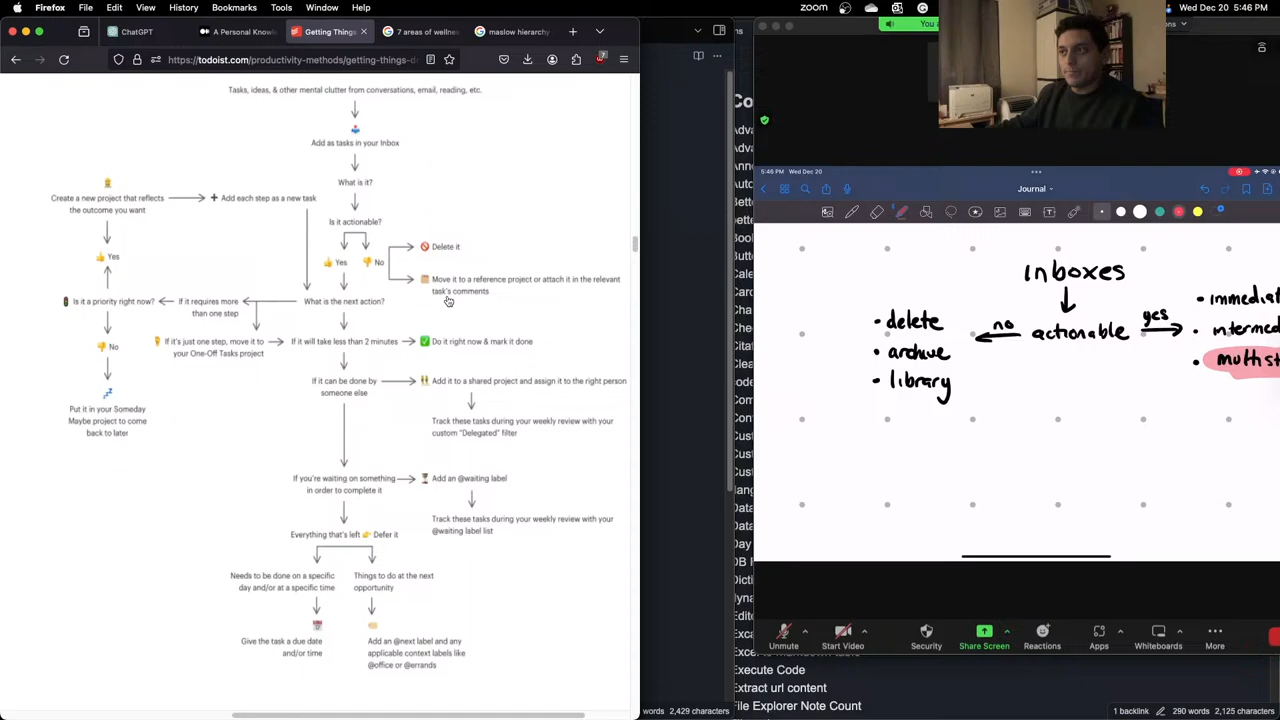 Firefox File Edit View History Bookmarks Tools Window Help
zoom
Wed Dec 20 5:46 PM
ChatGPT
A Personal Knowl
Getting Things
7 areas of wellne
maslow hierarchy
https://todoist.com/productivity-methods/getting-things-d
7
Tasks, ideas, & other mental clutter from conversations, email, reading, etc.
Add as tasks in your Inbox
What is it?
Create a new project that reflects
the outcome you want
Add each step as a new task
Is it actionable?
Delete it
Yes
Yes
No
Move it to a reference project or attach it in the relevant
task's comments
Is it a priority right now?
If it requires more
than one step
What is the next action?
If it's just one step, move it to
your One-Off Tasks project
If it will take less than 2 minutes
Do it right now & mark it done
No
If it can be done by
someone else
Add it to a shared project and assign it to the right person
Put it in your Someday
Maybe project to come
back to later
Track these tasks during your weekly review with your
custom "Delegated" filter
If you're waiting on something
in order to complete it
Add an @waiting label
Track these tasks during your weekly review with your
@waiting label list
Everything that's left
Defer it
Needs to be done on a specific
day and/or at a specific time
Things to do at the next
opportunity
Give the task a due date
and/or time
Add an @next label and any
applicable context labels like
@office or @errands
You a
5:46 PM Wed Dec 20
Journal
Inboxes
actionable
no
yes
• delete
• archive
• library
• immediat
• intermed
• multi st
Unmute
Start Video
Security
Share Screen
Reactions
Apps
Whiteboards
More
Execute Code
Extract url content
File Explorer Note Count
words 2,429 characters
1 backlink
290 words 2,125 characters